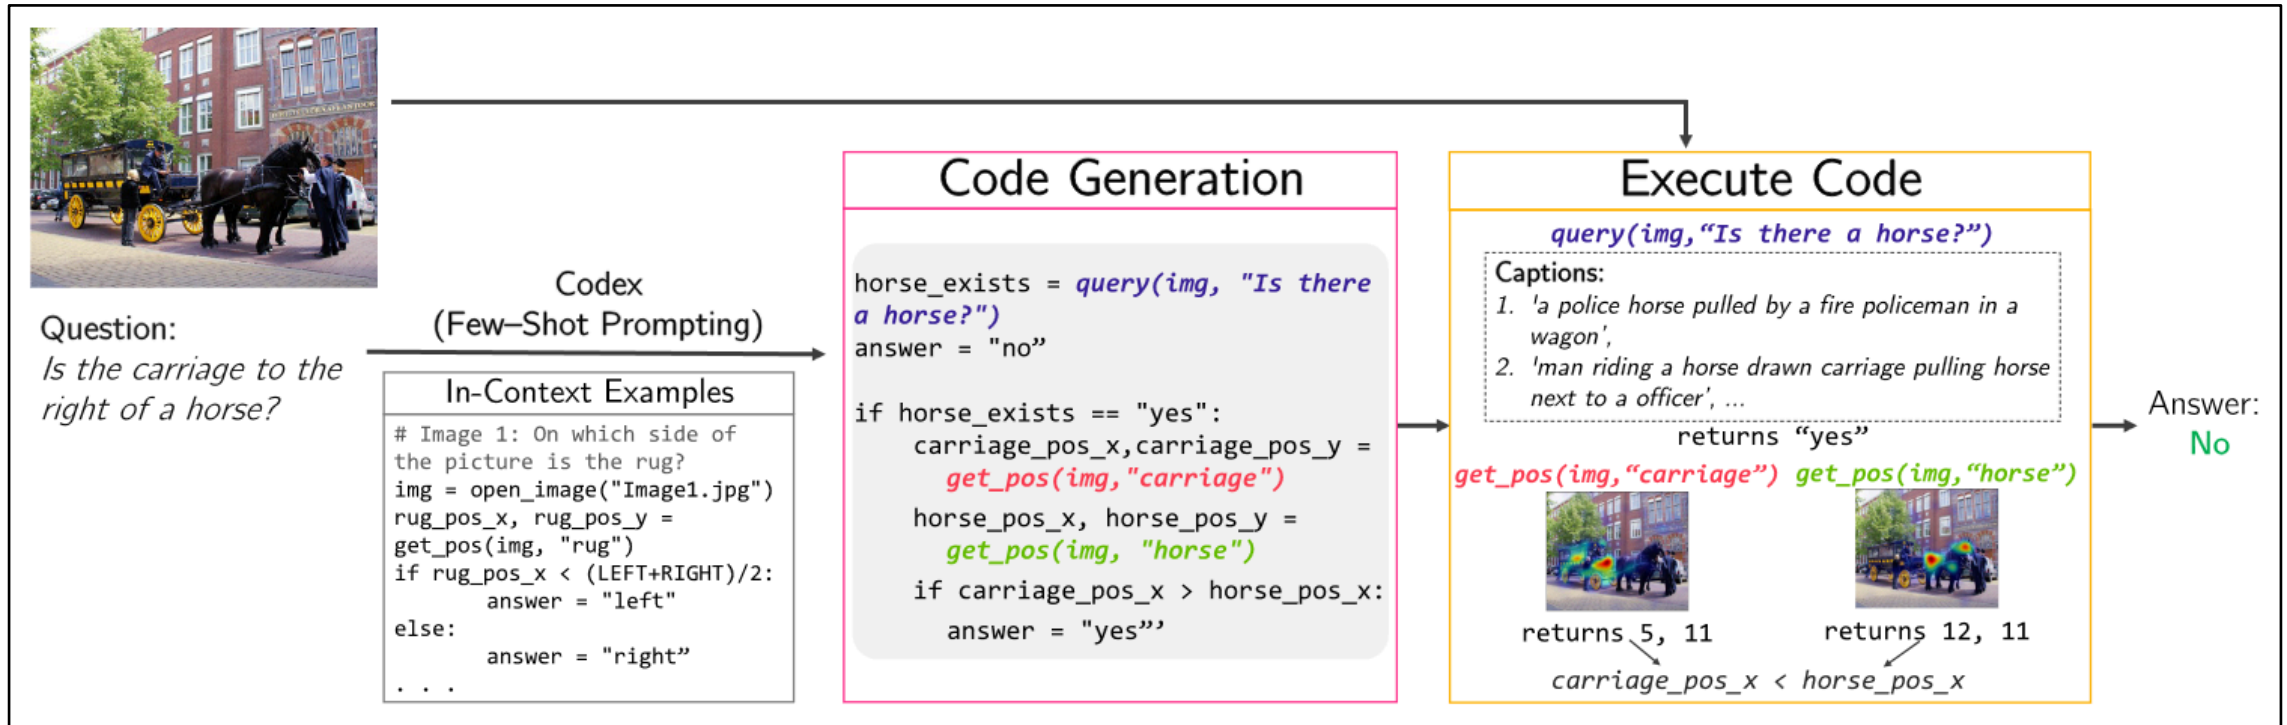 Question:
Is the carriage to the
right of a horse?
Codex
(Few–Shot Prompting)
In-Context Examples
# Image 1: On which side of
the picture is the rug?
img = open_image("Image1.jpg")
rug_pos_x, rug_pos_y =
get_pos(img, "rug")
if rug_pos_x < (LEFT+RIGHT)/2:
answer = "left"
else:
answer = "right”
. . .
Code Generation
horse_exists = query(img, "Is there
a horse?")
answer = "no”
if horse_exists == "yes":
carriage_pos_x,carriage_pos_y =
get_pos(img,"carriage")
horse_pos_x, horse_pos_y =
get_pos(img, "horse")
if carriage_pos_x > horse_pos_x:
answer = "yes”’
Execute Code
query(img,“Is there a horse?”)
Captions:
1. 'a police horse pulled by a fire policeman in a
wagon’,
2. 'man riding a horse drawn carriage pulling horse
next to a officer’, ...
returns “yes”
get_pos(img,“carriage”) get_pos(img,“horse”)
returns 5, 11 returns 12, 11
carriage_pos_x < horse_pos_x
Answer:
No